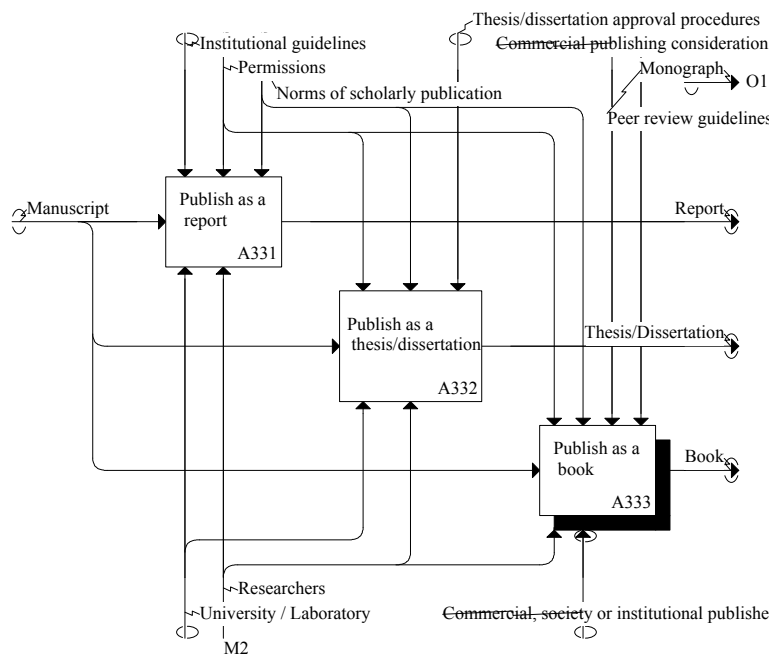 Thesis/dissertation approval procedures
Institutional guidelines
Commercial publishing consideration
Permissions
Monograph
O1
Norms of scholarly publication
Peer review guidelines
Manuscript
Publish as a
report
A331
Report
Publish as a
thesis/dissertation
A332
Thesis/Dissertation
Publish as a
book
A333
Book
Researchers
University / Laboratory
Commercial, society or institutional publishe
M2